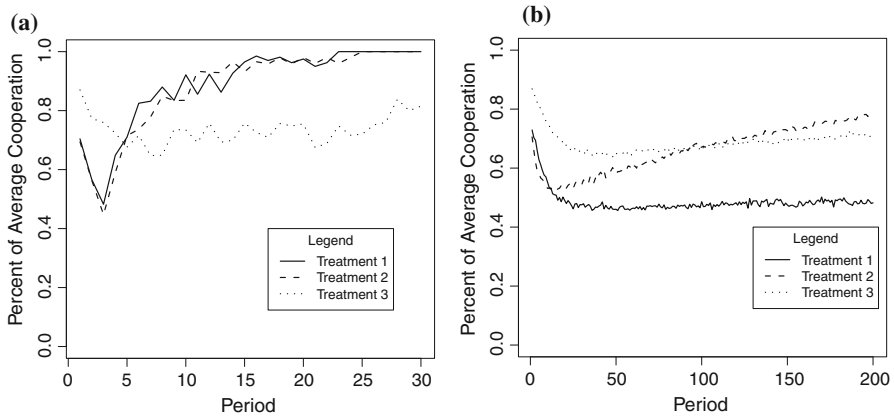 (a)
Percent of Average Cooperation
0.0 0.2 0.4 0.6 0.8 1.0
Legend
Treatment 1
Treatment 2
Treatment 3
0 5 10 15 20 25 30
Period
(b)
Percent of Average Cooperation
0.0 0.2 0.4 0.6 0.8 1.0
Legend
Treatment 1
Treatment 2
Treatment 3
0 50 100 150 200
Period